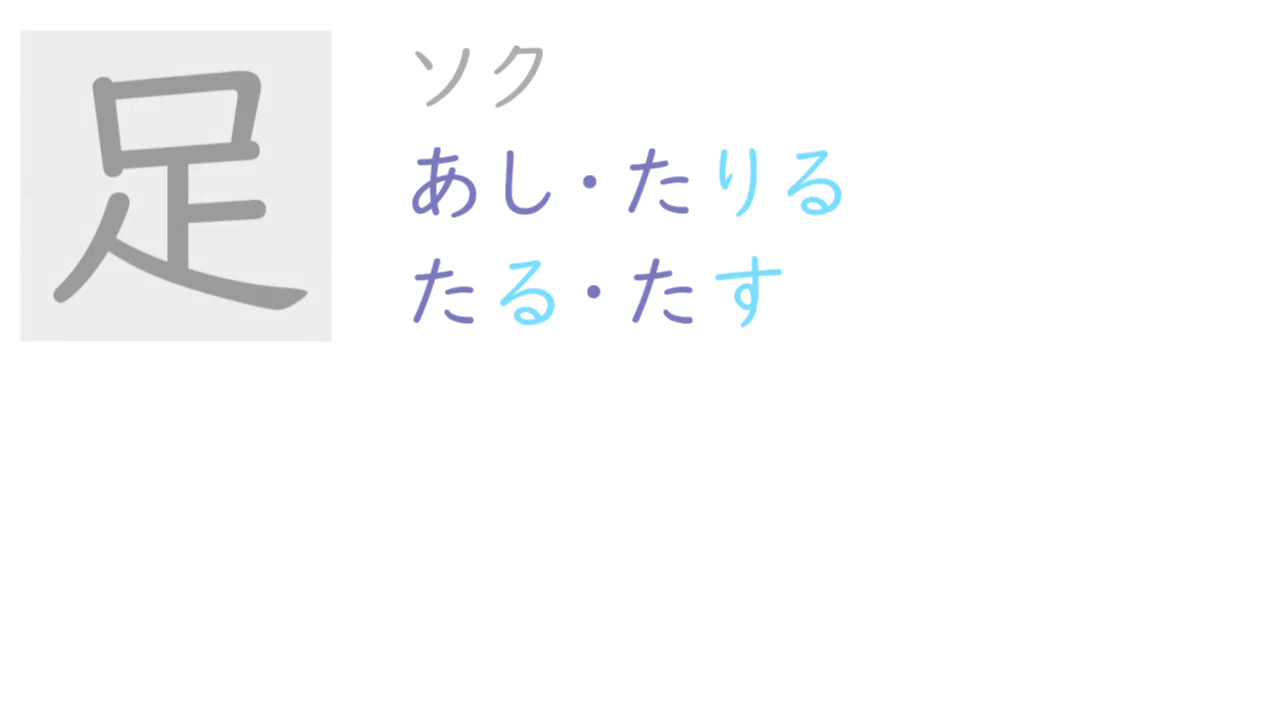 足
ソク
あし・たりる
たる・たす